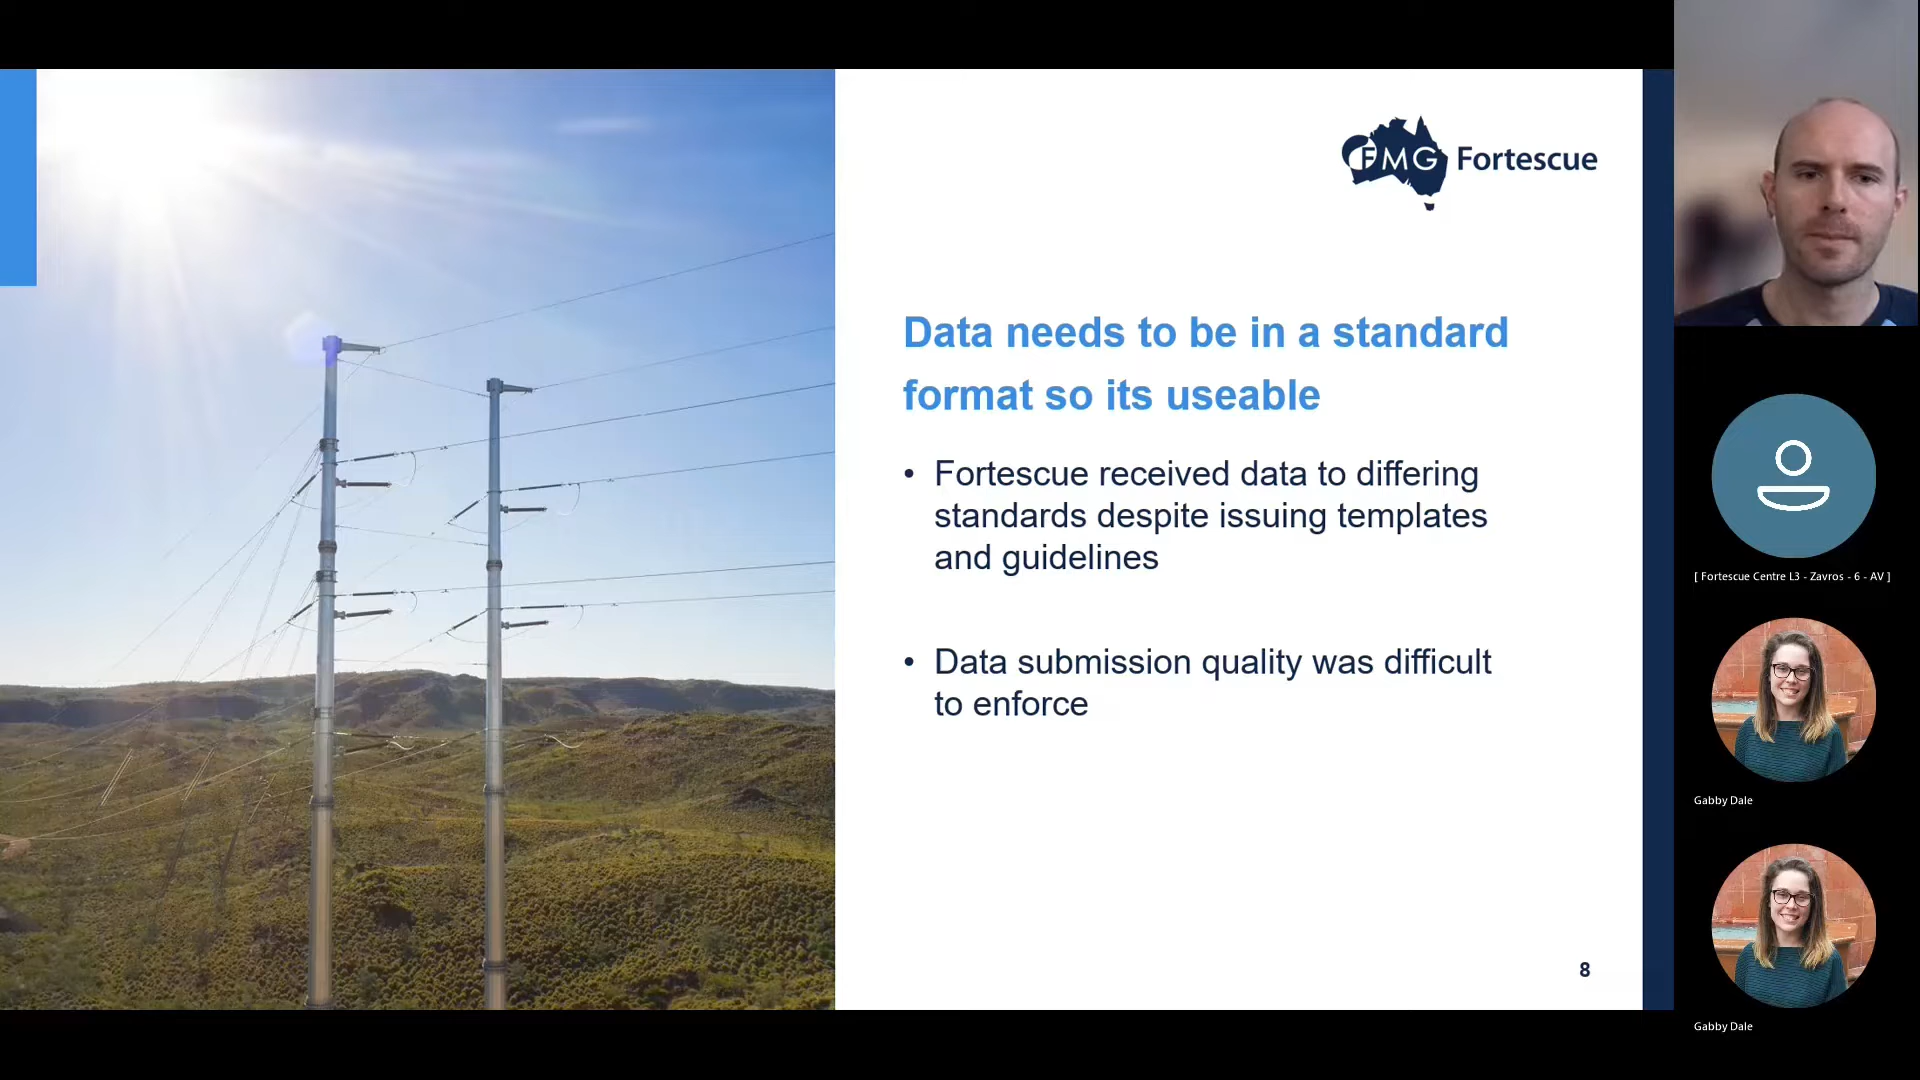 FMG Fortescue
Data needs to be in a standard
format so its useable
• Fortescue received data to differing
standards despite issuing templates
and guidelines
• Data submission quality was difficult
to enforce
8
[ Fortescue Centre L3 - Zavros - 6 - AV ]
Gabby Dale
Gabby Dale